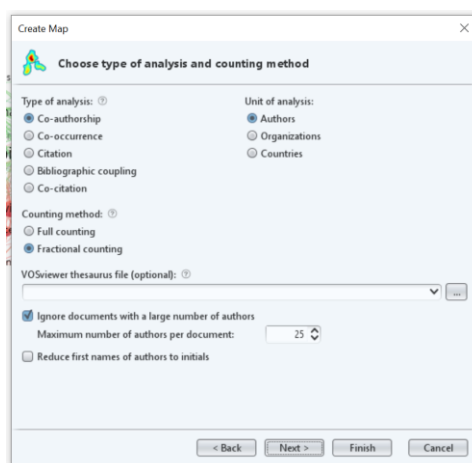 Create Map
Choose type of analysis and counting method
Type of analysis: ?
Unit of analysis:
Co-authorship
Authors
Co-occurrence
Organizations
Citation
Countries
Bibliographic coupling
Co-citation
Counting method: ?
Full counting
Fractional counting
VOSviewer thesaurus file (optional): ?
...
Ignore documents with a large number of authors
Maximum number of authors per document: 25
Reduce first names of authors to initials
< Back Next > Finish Cancel